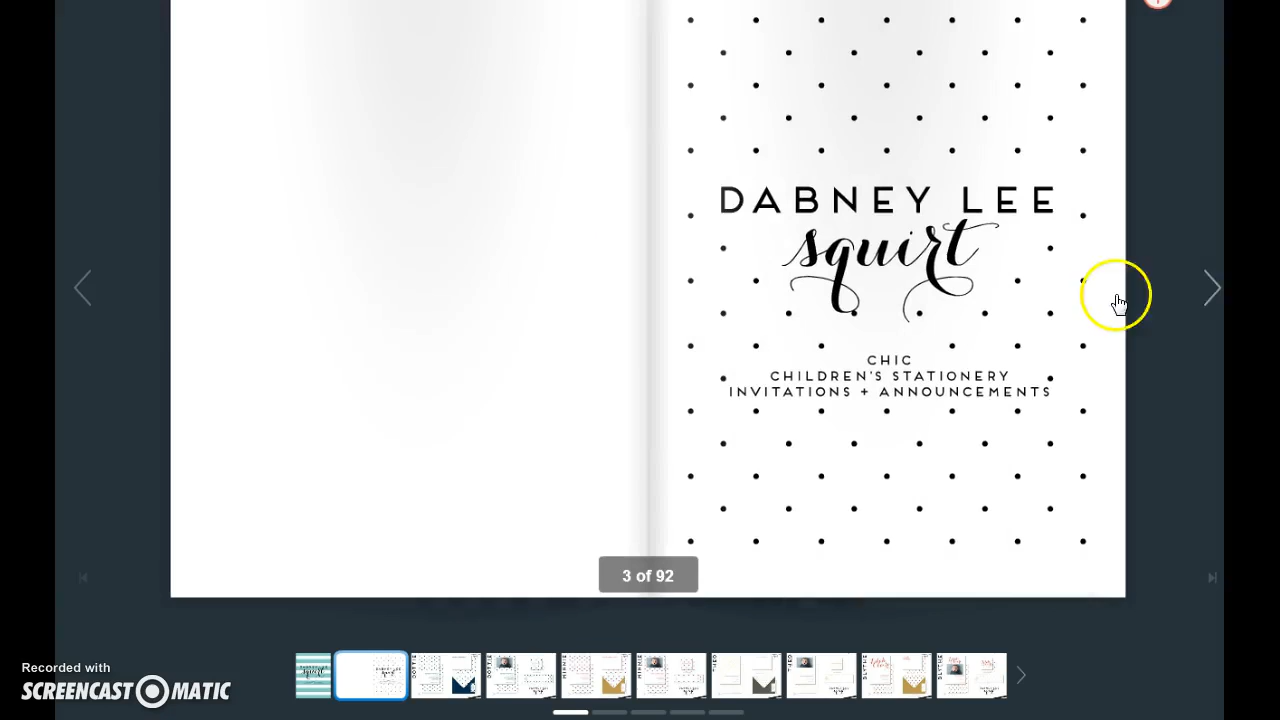 DABNEY LEE
squirt
CHIC
CHILDREN'S STATIONERY
INVITATIONS + ANNOUNCEMENTS
3 of 92
Recorded with
SCREENCAST-O-MATIC